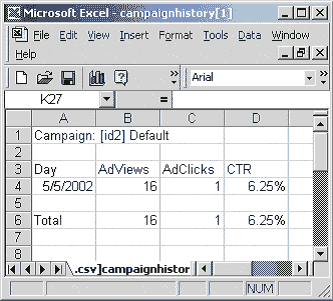 Microsoft Excel - campaignhistory[1]
File Edit View Insert Format Tools Data Window
Help
Arial
K27 =
A B C D
1 Campaign: [id2] Default
2
3 Day AdViews AdClicks CTR
4 5/5/2002 16 1 6.25%
5
6 Total 16 1 6.25%
7
8
.csv]campaignhistor
NUM